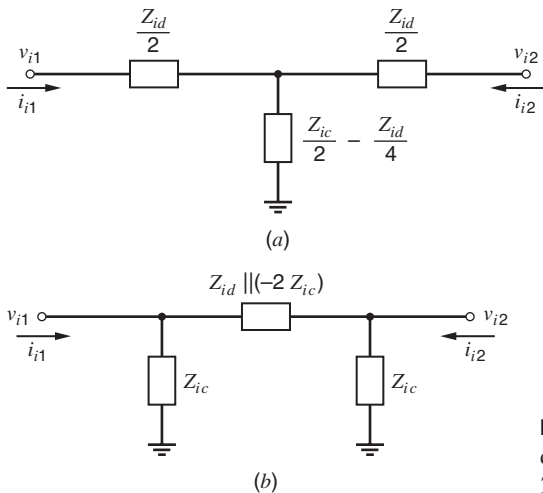 Z_id/2 Z_id/2
v_i1 v_i2
i_i1 i_i2
Z_ic/2 − Z_id/4
(a)
Z_id ||(−2 Z_ic)
v_i1 v_i2
i_i1 i_i2
Z_ic Z_ic
(b)